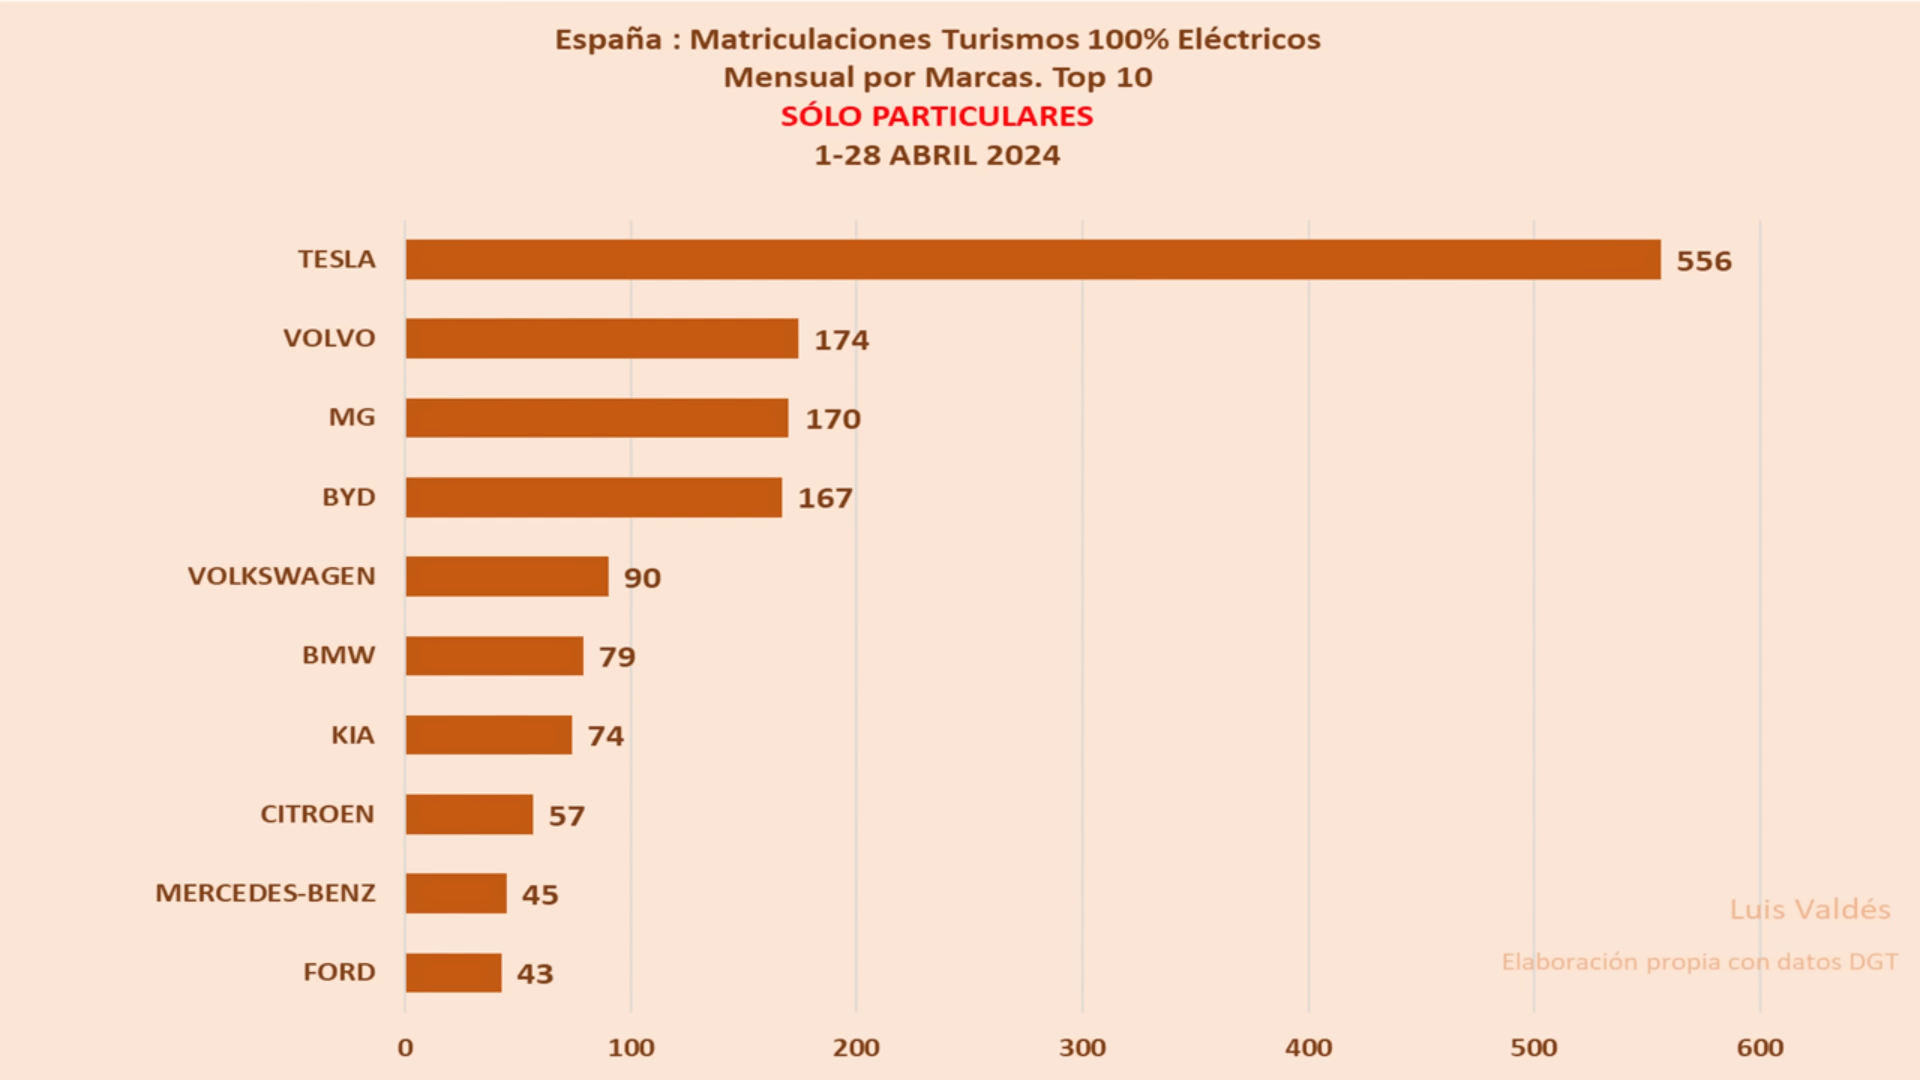 España : Matriculaciones Turismos 100% Eléctricos
Mensual por Marcas. Top 10
SÓLO PARTICULARES
1-28 ABRIL 2024
TESLA 556
VOLVO 174
MG 170
BYD 167
VOLKSWAGEN 90
BMW 79
KIA 74
CITROEN 57
MERCEDES-BENZ 45
FORD 43
Luis Valdés
Elaboración propia con datos DGT
0 100 200 300 400 500 600